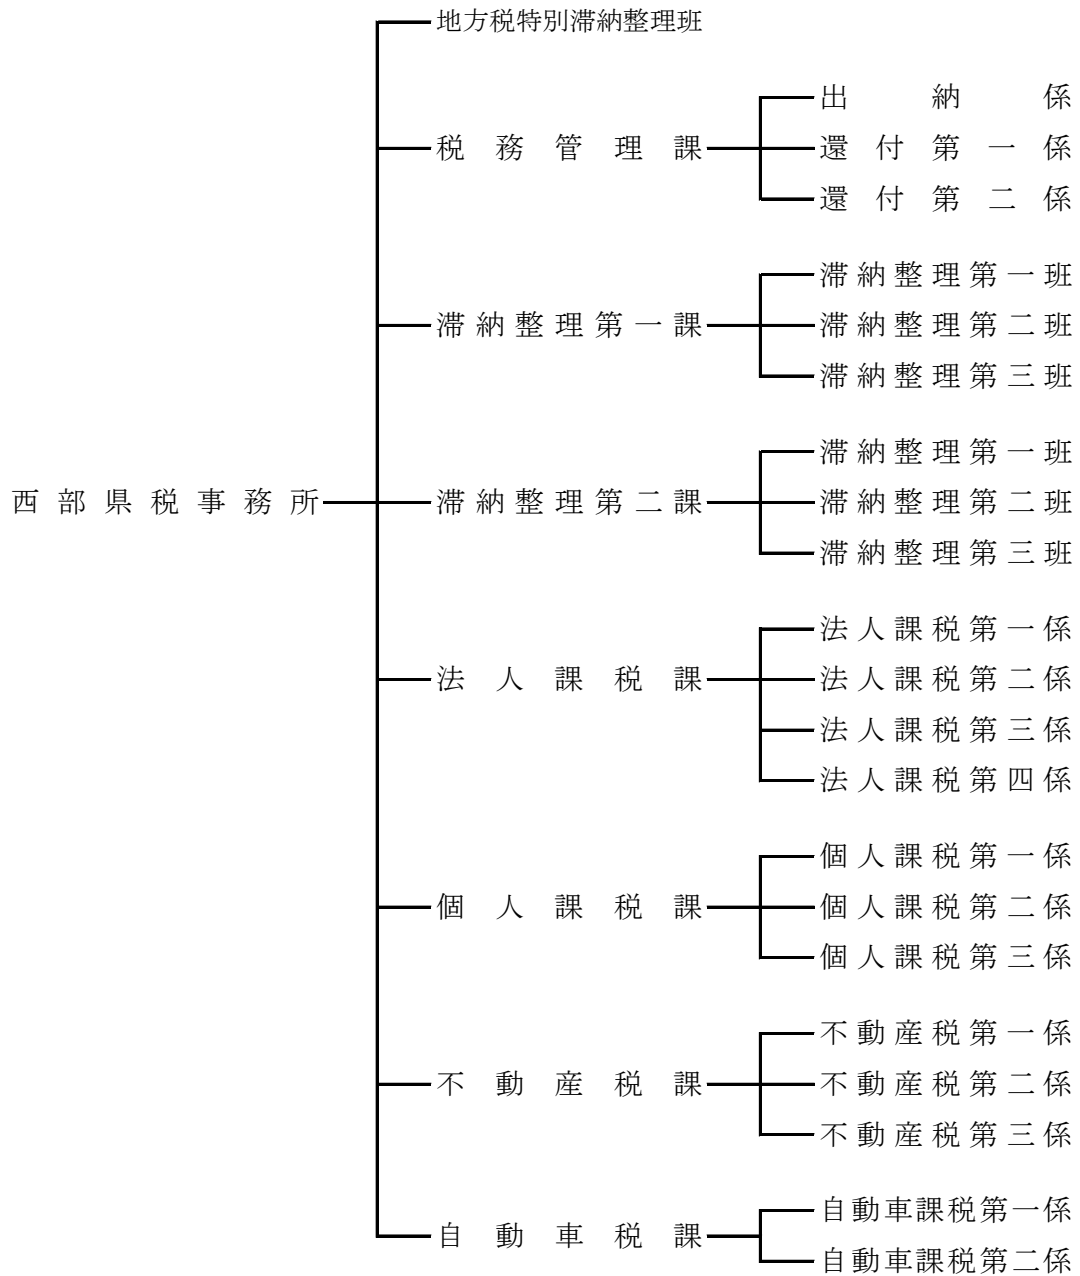 地方税特別滞納整理班
出納係
税務管理課
還付第一係
還付第二係
滞納整理第一班
滞納整理第一課
滞納整理第二班
滞納整理第三班
滞納整理第一班
西部県税事務所
滞納整理第二課
滞納整理第二班
滞納整理第三班
法人課税第一係
法人課税課
法人課税第二係
法人課税第三係
法人課税第四係
個人課税第一係
個人課税課
個人課税第二係
個人課税第三係
不動産税第一係
不動産税課
不動産税第二係
不動産税第三係
自動車課税第一係
自動車税課
自動車課税第二係